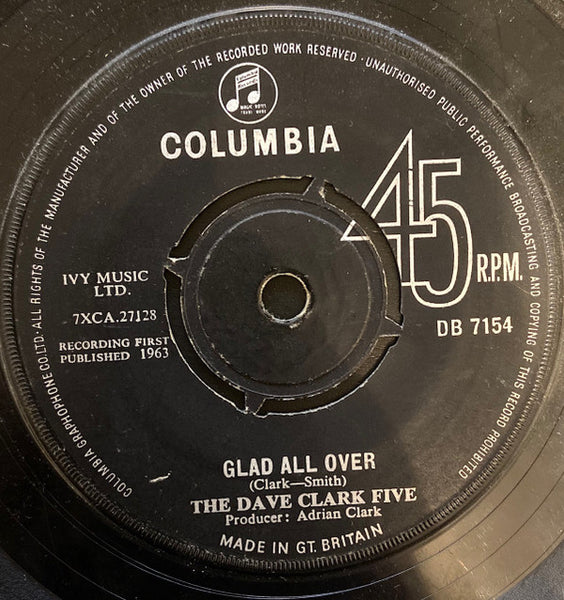 COLUMBIA GRAPHOPHONE CO. LTD. · ALL RIGHTS OF THE MANUFACTURER AND OF THE OWNER OF THE RECORDED WORK RESERVED · UNAUTHORISED PUBLIC PERFORMANCE BROADCASTING AND COPYING OF THIS RECORD PROHIBITED
COLUMBIA
45
R.P.M.
IVY MUSIC
LTD.
7XCA.27128
DB 7154
RECORDING FIRST
PUBLISHED 1963
GLAD ALL OVER
(Clark—Smith)
THE DAVE CLARK FIVE
Producer: Adrian Clark
MADE IN GT. BRITAIN